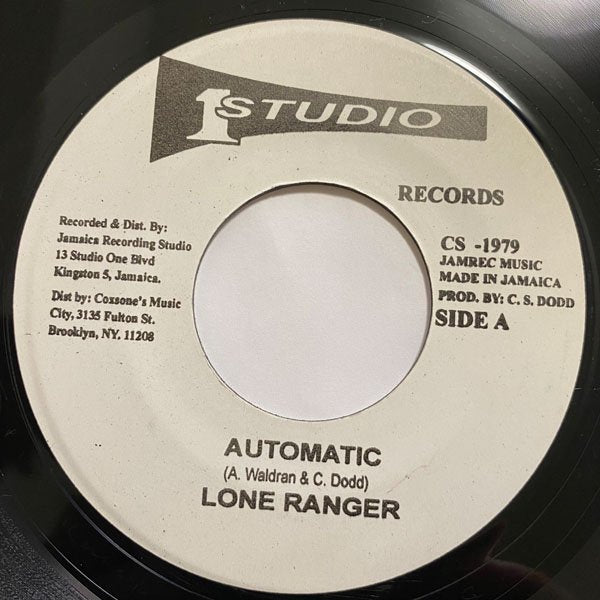 1 STUDIO
RECORDS
Recorded & Dist. By:
Jamaica Recording Studio
13 Studio One Blvd
Kingston 5, Jamaica.
Dist by: Coxsone's Music
City, 3135 Fulton St.
Brooklyn, NY. 11208
CS -1979
JAMREC MUSIC
MADE IN JAMAICA
PROD. BY: C. S. DODD
SIDE A
AUTOMATIC
(A. Waldran & C. Dodd)
LONE RANGER